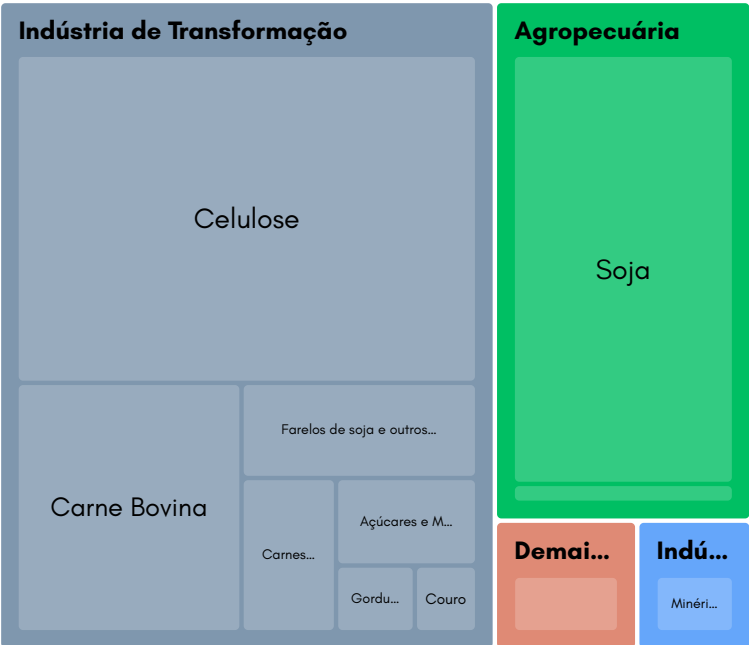 Indústria de Transformação
Celulose
Carne Bovina
Farelos de soja e outros...
Carnes...
Açúcares e M...
Gordu...
Couro
Agropecuária
Soja
Demai...
Indú...
Minéri...